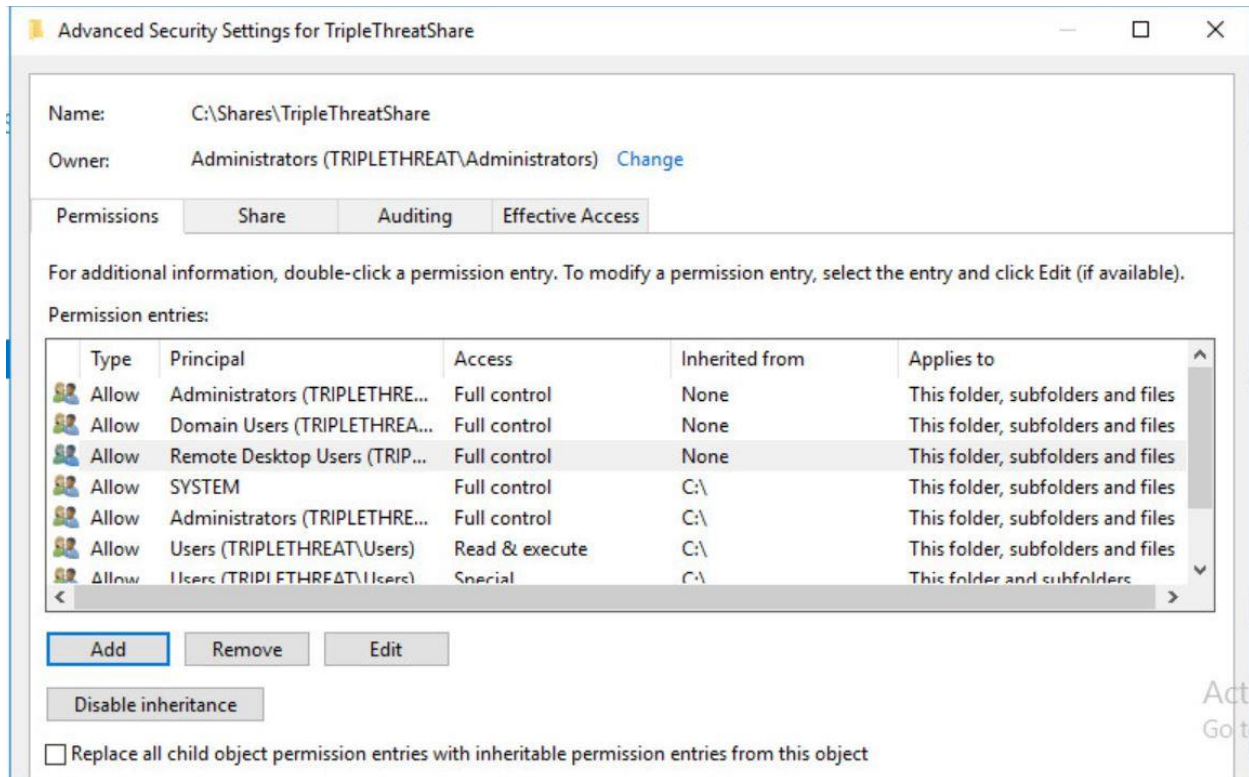 Advanced Security Settings for TripleThreatShare
Name: C:\Shares\TripleThreatShare
Owner: Administrators (TRIPLETHREAT\Administrators) Change
Permissions Share Auditing Effective Access
For additional information, double-click a permission entry. To modify a permission entry, select the entry and click Edit (if available).
Permission entries:
Type Principal Access Inherited from Applies to
Allow Administrators (TRIPLETHRE... Full control None This folder, subfolders and files
Allow Domain Users (TRIPLETHREA... Full control None This folder, subfolders and files
Allow Remote Desktop Users (TRIP... Full control None This folder, subfolders and files
Allow SYSTEM Full control C:\ This folder, subfolders and files
Allow Administrators (TRIPLETHRE... Full control C:\ This folder, subfolders and files
Allow Users (TRIPLETHREAT\Users) Read & execute C:\ This folder, subfolders and files
Allow Users (TRIPLETHREAT\Users) Special C:\ This folder and subfolders
Add Remove Edit
Disable inheritance
Act
Go t
Replace all child object permission entries with inheritable permission entries from this object